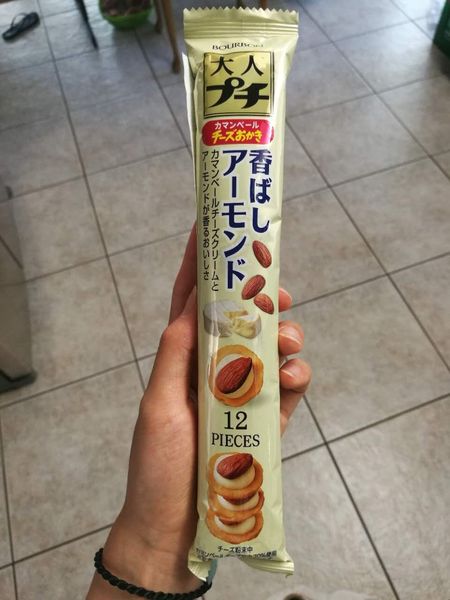 BOURBON
大人
プチ
カマンベール
チーズおかき
香ばし
アーモンド
カマンベールチーズクリームと
アーモンドが香るおいしさ
12
PIECES
チーズ粉末中